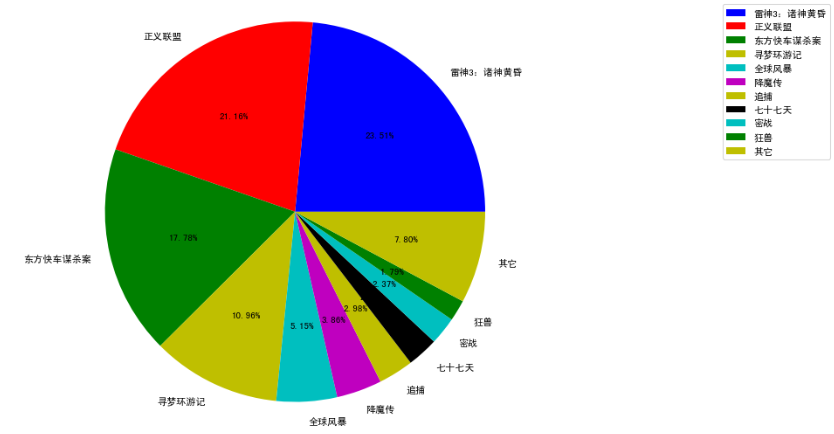 正义联盟
雷神3：诸神黄昏
21.16%
23.51%
17.78%
7.80%
东方快车谋杀案
其它
1.79%
2.37%
2.98%
10.96%
5.15%
3.86%
狂兽
密战
七十七天
追捕
寻梦环游记
降魔传
全球风暴
雷神3：诸神黄昏
正义联盟
东方快车谋杀案
寻梦环游记
全球风暴
降魔传
追捕
七十七天
密战
狂兽
其它